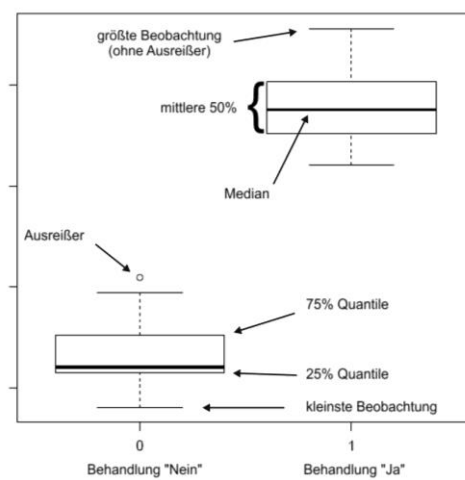 größte Beobachtung
(ohne Ausreißer)
mittlere 50%
Median
Ausreißer
75% Quantile
25% Quantile
kleinste Beobachtung
0
1
Behandlung "Nein"
Behandlung "Ja"